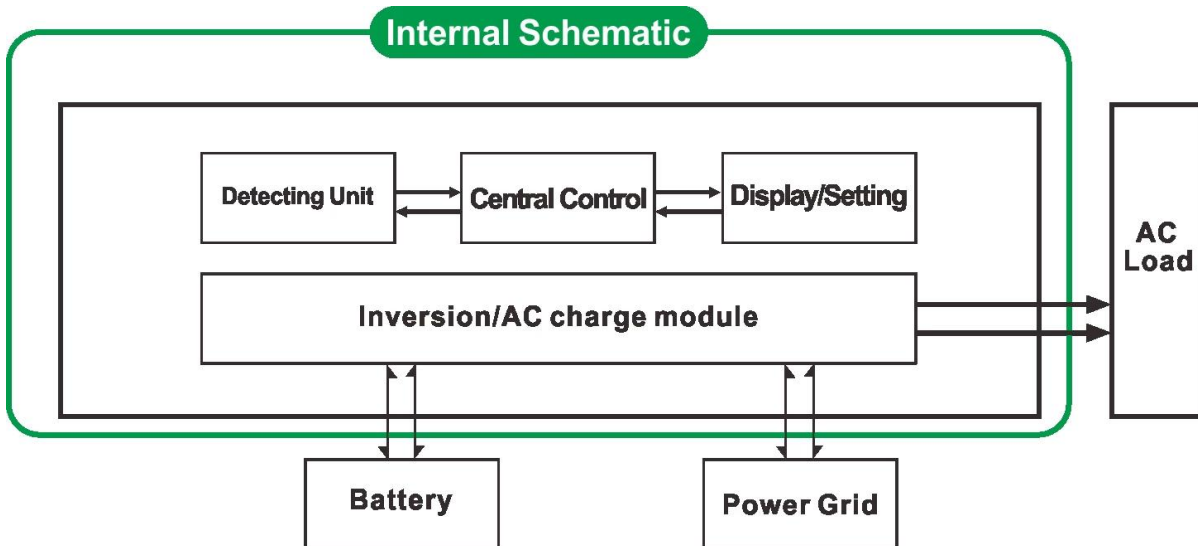 Internal Schematic
Detecting Unit
Central Control
Display/Setting
AC
Load
Inversion/AC charge module
Battery
Power Grid